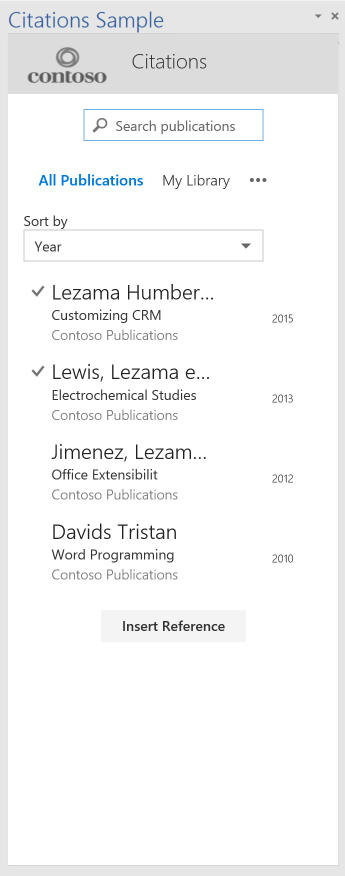 Citations Sample
contoso
Citations
Search publications
All Publications My Library •••
Sort by
Year
Lezama Humber...
Customizing CRM
2015
Contoso Publications
Lewis, Lezama e...
Electrochemical Studies
2013
Contoso Publications
Jimenez, Lezam...
Office Extensibilit
2012
Contoso Publications
Davids Tristan
Word Programming
2010
Contoso Publications
Insert Reference